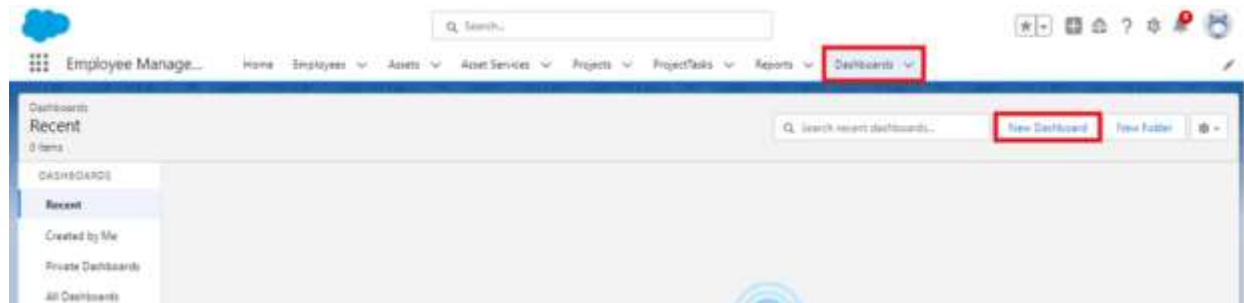 Search...
Employee Manage... Home Employees Assets Asset Services Projects ProjectTasks Reports Dashboards
Dashboards
Recent
0 items
Search recent dashboards...
New Dashboard
New Folder
DASHBOARDS
Recent
Created by Me
Private Dashboards
All Dashboards